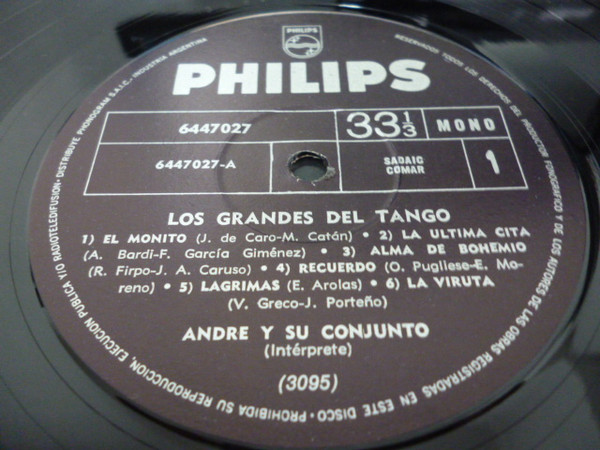 PHILIPS
PHILIPS
6447027
33 1/3
MONO
6447027-A
SADAIC
COMAR
1
LOS GRANDES DEL TANGO
1) EL MONITO (J. de Caro-M. Catán) • 2) LA ULTIMA CITA
(A. Bardi-F. García Giménez) • 3) ALMA DE BOHEMIO
(R. Firpo-J. A. Caruso) • 4) RECUERDO (O. Pugliese-E. Mo-
reno) • 5) LAGRIMAS (E. Arolas) • 6) LA VIRUTA
(V. Greco-J. Porteño)
ANDRE Y SU CONJUNTO
(Intérprete)
(3095)
RESERVADOS TODOS LOS DERECHOS DEL PRODUCTOR FONOGRAFICO Y DE LOS AUTORES DE LAS OBRAS REGISTRADAS EN ESTE DISCO • PROHIBIDA SU REPRODUCCION, EJECUCION PUBLICA Y/O RADIOTELEDIFUSION • DISTRIBUYE PHONOGRAM S.A.I.C. • INDUSTRIA ARGENTINA